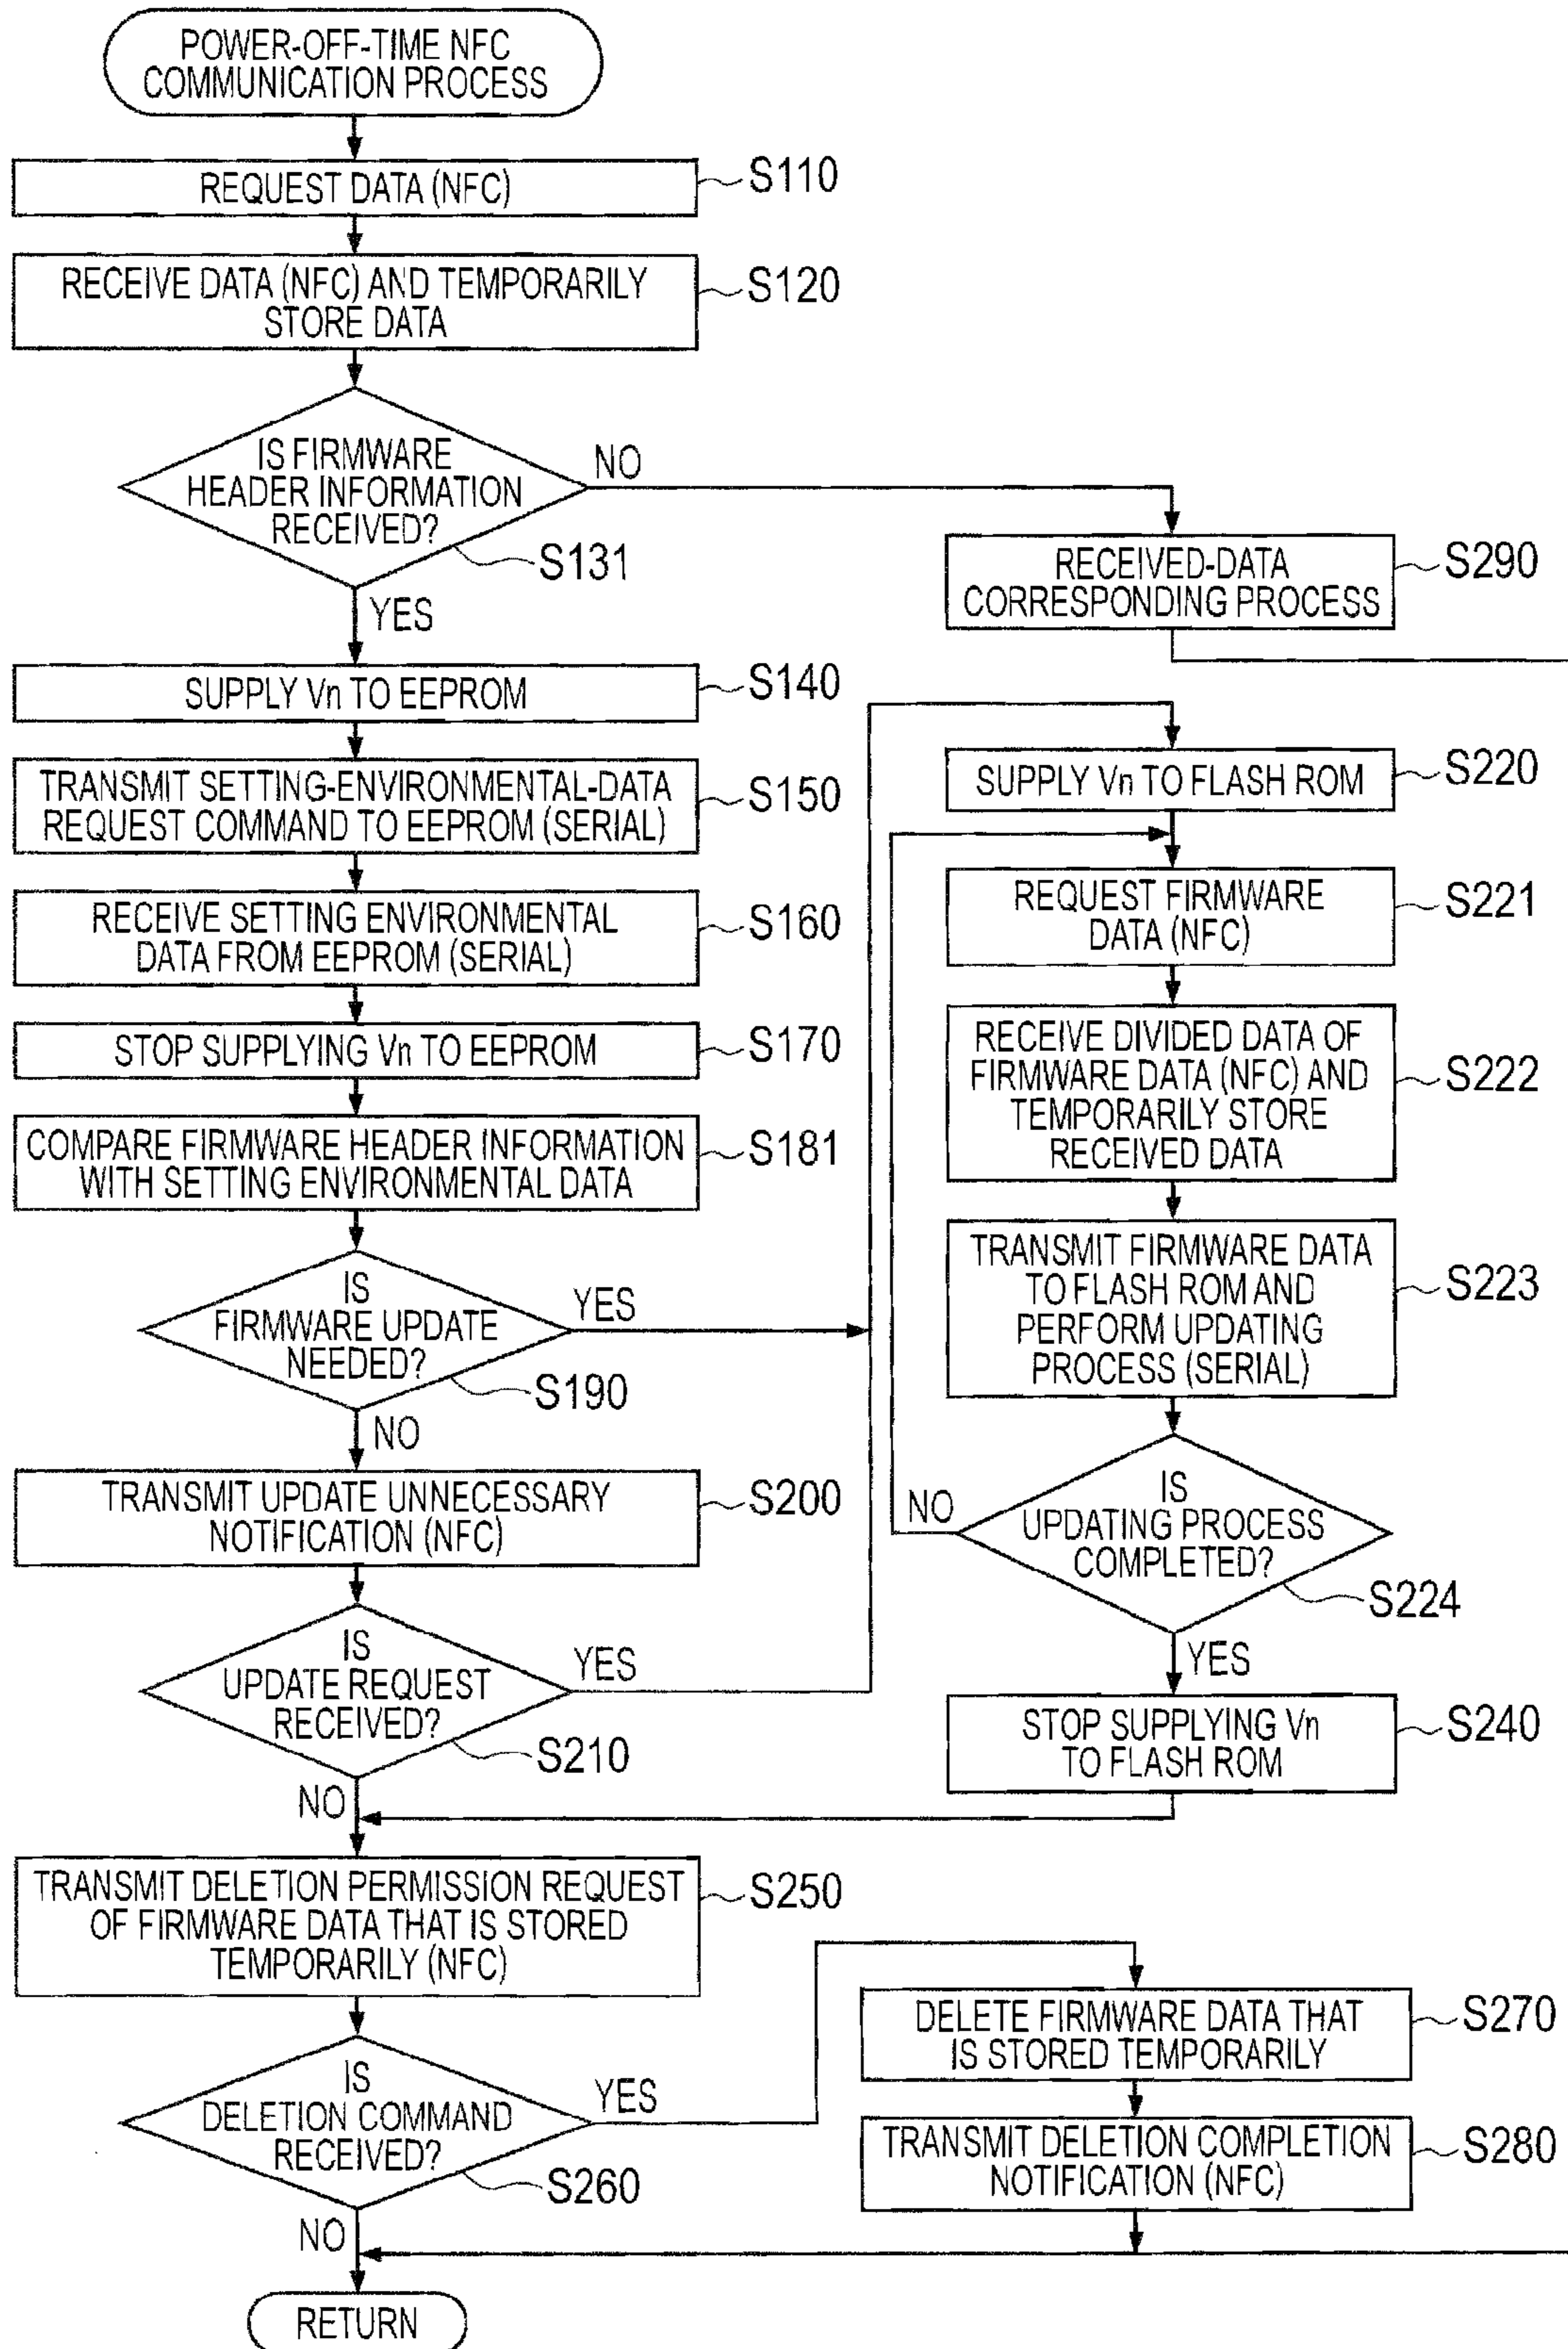 POWER-OFF-TIME NFC
COMMUNICATION PROCESS
REQUEST DATA (NFC)
S110
RECEIVE DATA (NFC) AND TEMPORARILY
STORE DATA
S120
IS FIRMWARE
HEADER INFORMATION
RECEIVED?
NO
S131
YES
RECEIVED-DATA
CORRESPONDING PROCESS
S290
SUPPLY Vn TO EEPROM
S140
TRANSMIT SETTING-ENVIRONMENTAL-DATA
REQUEST COMMAND TO EEPROM (SERIAL)
S150
RECEIVE SETTING ENVIRONMENTAL
DATA FROM EEPROM (SERIAL)
S160
STOP SUPPLYING Vn TO EEPROM
S170
COMPARE FIRMWARE HEADER INFORMATION
WITH SETTING ENVIRONMENTAL DATA
S181
IS
FIRMWARE UPDATE
NEEDED?
YES
S190
NO
TRANSMIT UPDATE UNNECESSARY
NOTIFICATION (NFC)
S200
IS
UPDATE REQUEST
RECEIVED?
YES
S210
NO
SUPPLY Vn TO FLASH ROM
S220
REQUEST FIRMWARE
DATA (NFC)
S221
RECEIVE DIVIDED DATA OF
FIRMWARE DATA (NFC) AND
TEMPORARILY STORE
RECEIVED DATA
S222
TRANSMIT FIRMWARE DATA
TO FLASH ROM AND
PERFORM UPDATING
PROCESS (SERIAL)
S223
IS
UPDATING PROCESS
COMPLETED?
NO
S224
YES
STOP SUPPLYING Vn
TO FLASH ROM
S240
TRANSMIT DELETION PERMISSION REQUEST
OF FIRMWARE DATA THAT IS STORED
TEMPORARILY (NFC)
S250
IS
DELETION COMMAND
RECEIVED?
YES
S260
NO
DELETE FIRMWARE DATA THAT
IS STORED TEMPORARILY
S270
TRANSMIT DELETION COMPLETION
NOTIFICATION (NFC)
S280
RETURN